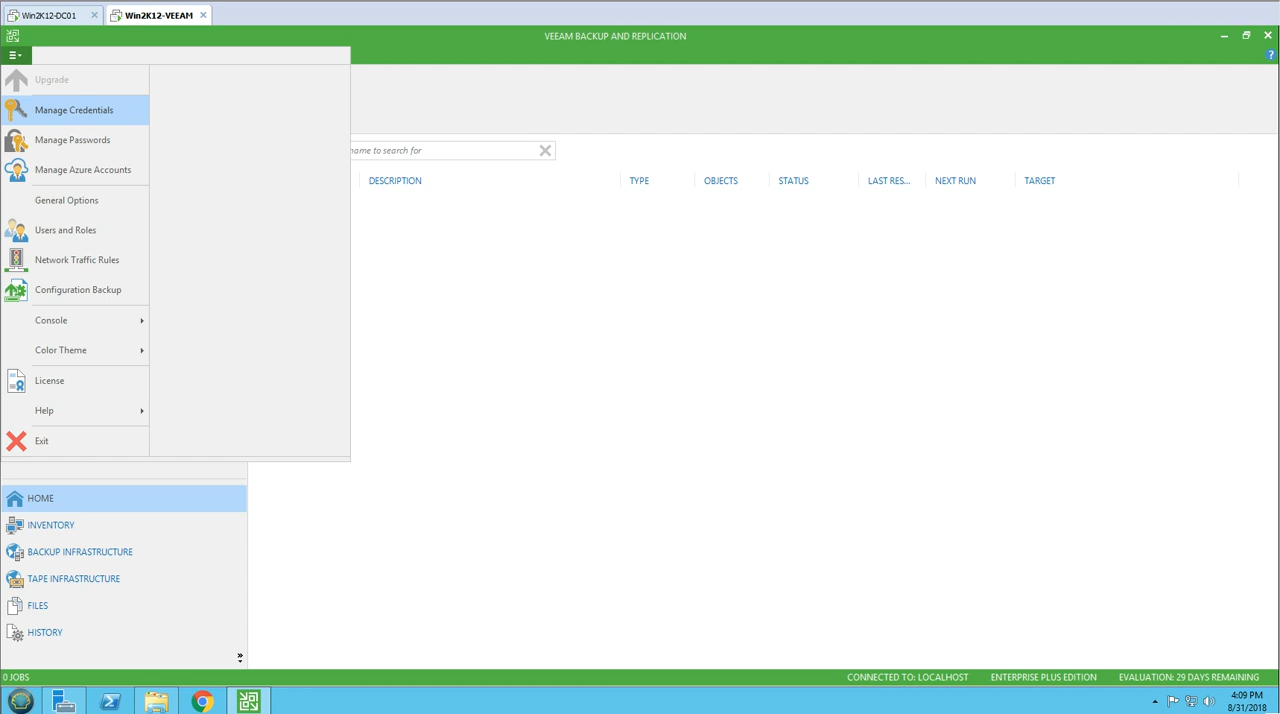 Win2K12-DC01
Win2K12-VEEAM
VEEAM BACKUP AND REPLICATION
Upgrade
Manage Credentials
Manage Passwords
Manage Azure Accounts
General Options
Users and Roles
Network Traffic Rules
Configuration Backup
Console
Color Theme
License
Help
Exit
name to search for
DESCRIPTION TYPE OBJECTS STATUS LAST RES... NEXT RUN TARGET
HOME
INVENTORY
BACKUP INFRASTRUCTURE
TAPE INFRASTRUCTURE
FILES
HISTORY
0 JOBS
CONNECTED TO: LOCALHOST ENTERPRISE PLUS EDITION EVALUATION: 29 DAYS REMAINING
4:09 PM
8/31/2018